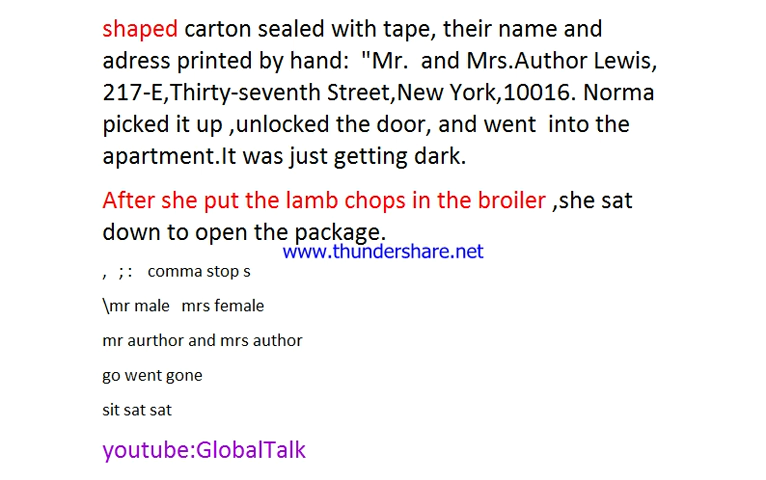 shaped carton sealed with tape, their name and
adress printed by hand:  "Mr.  and Mrs.Author Lewis,
217-E,Thirty-seventh Street,New York,10016. Norma
picked it up ,unlocked the door, and went  into the
apartment.It was just getting dark.
After she put the lamb chops in the broiler ,she sat
down to open the package.
www.thundershare.net
,   ; :    comma stop s
\mr male   mrs female
mr aurthor and mrs author
go went gone
sit sat sat
youtube:GlobalTalk